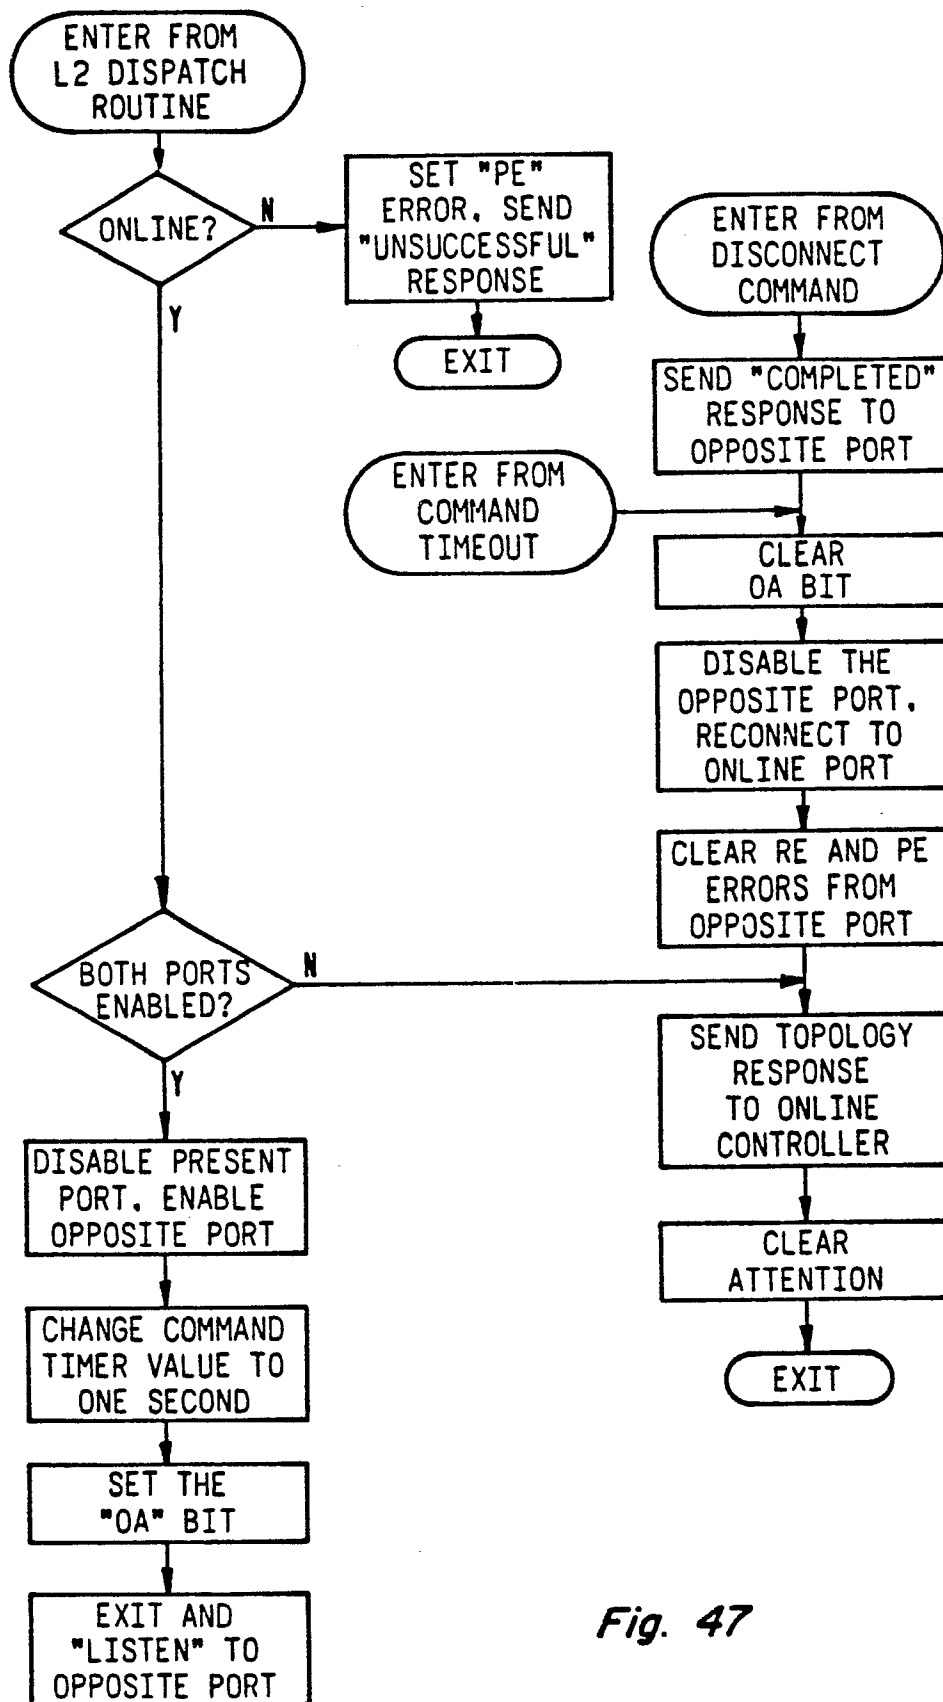 ENTER FROM
L2 DISPATCH
ROUTINE
ONLINE?
N
Y
SET "PE"
ERROR. SEND
"UNSUCCESSFUL"
RESPONSE
EXIT
ENTER FROM
DISCONNECT
COMMAND
SEND "COMPLETED"
RESPONSE TO
OPPOSITE PORT
ENTER FROM
COMMAND
TIMEOUT
CLEAR
OA BIT
DISABLE THE
OPPOSITE PORT.
RECONNECT TO
ONLINE PORT
CLEAR RE AND PE
ERRORS FROM
OPPOSITE PORT
BOTH PORTS
ENABLED?
N
Y
SEND TOPOLOGY
RESPONSE
TO ONLINE
CONTROLLER
CLEAR
ATTENTION
EXIT
DISABLE PRESENT
PORT. ENABLE
OPPOSITE PORT
CHANGE COMMAND
TIMER VALUE TO
ONE SECOND
SET THE
"OA" BIT
EXIT AND
"LISTEN" TO
OPPOSITE PORT
Fig. 47